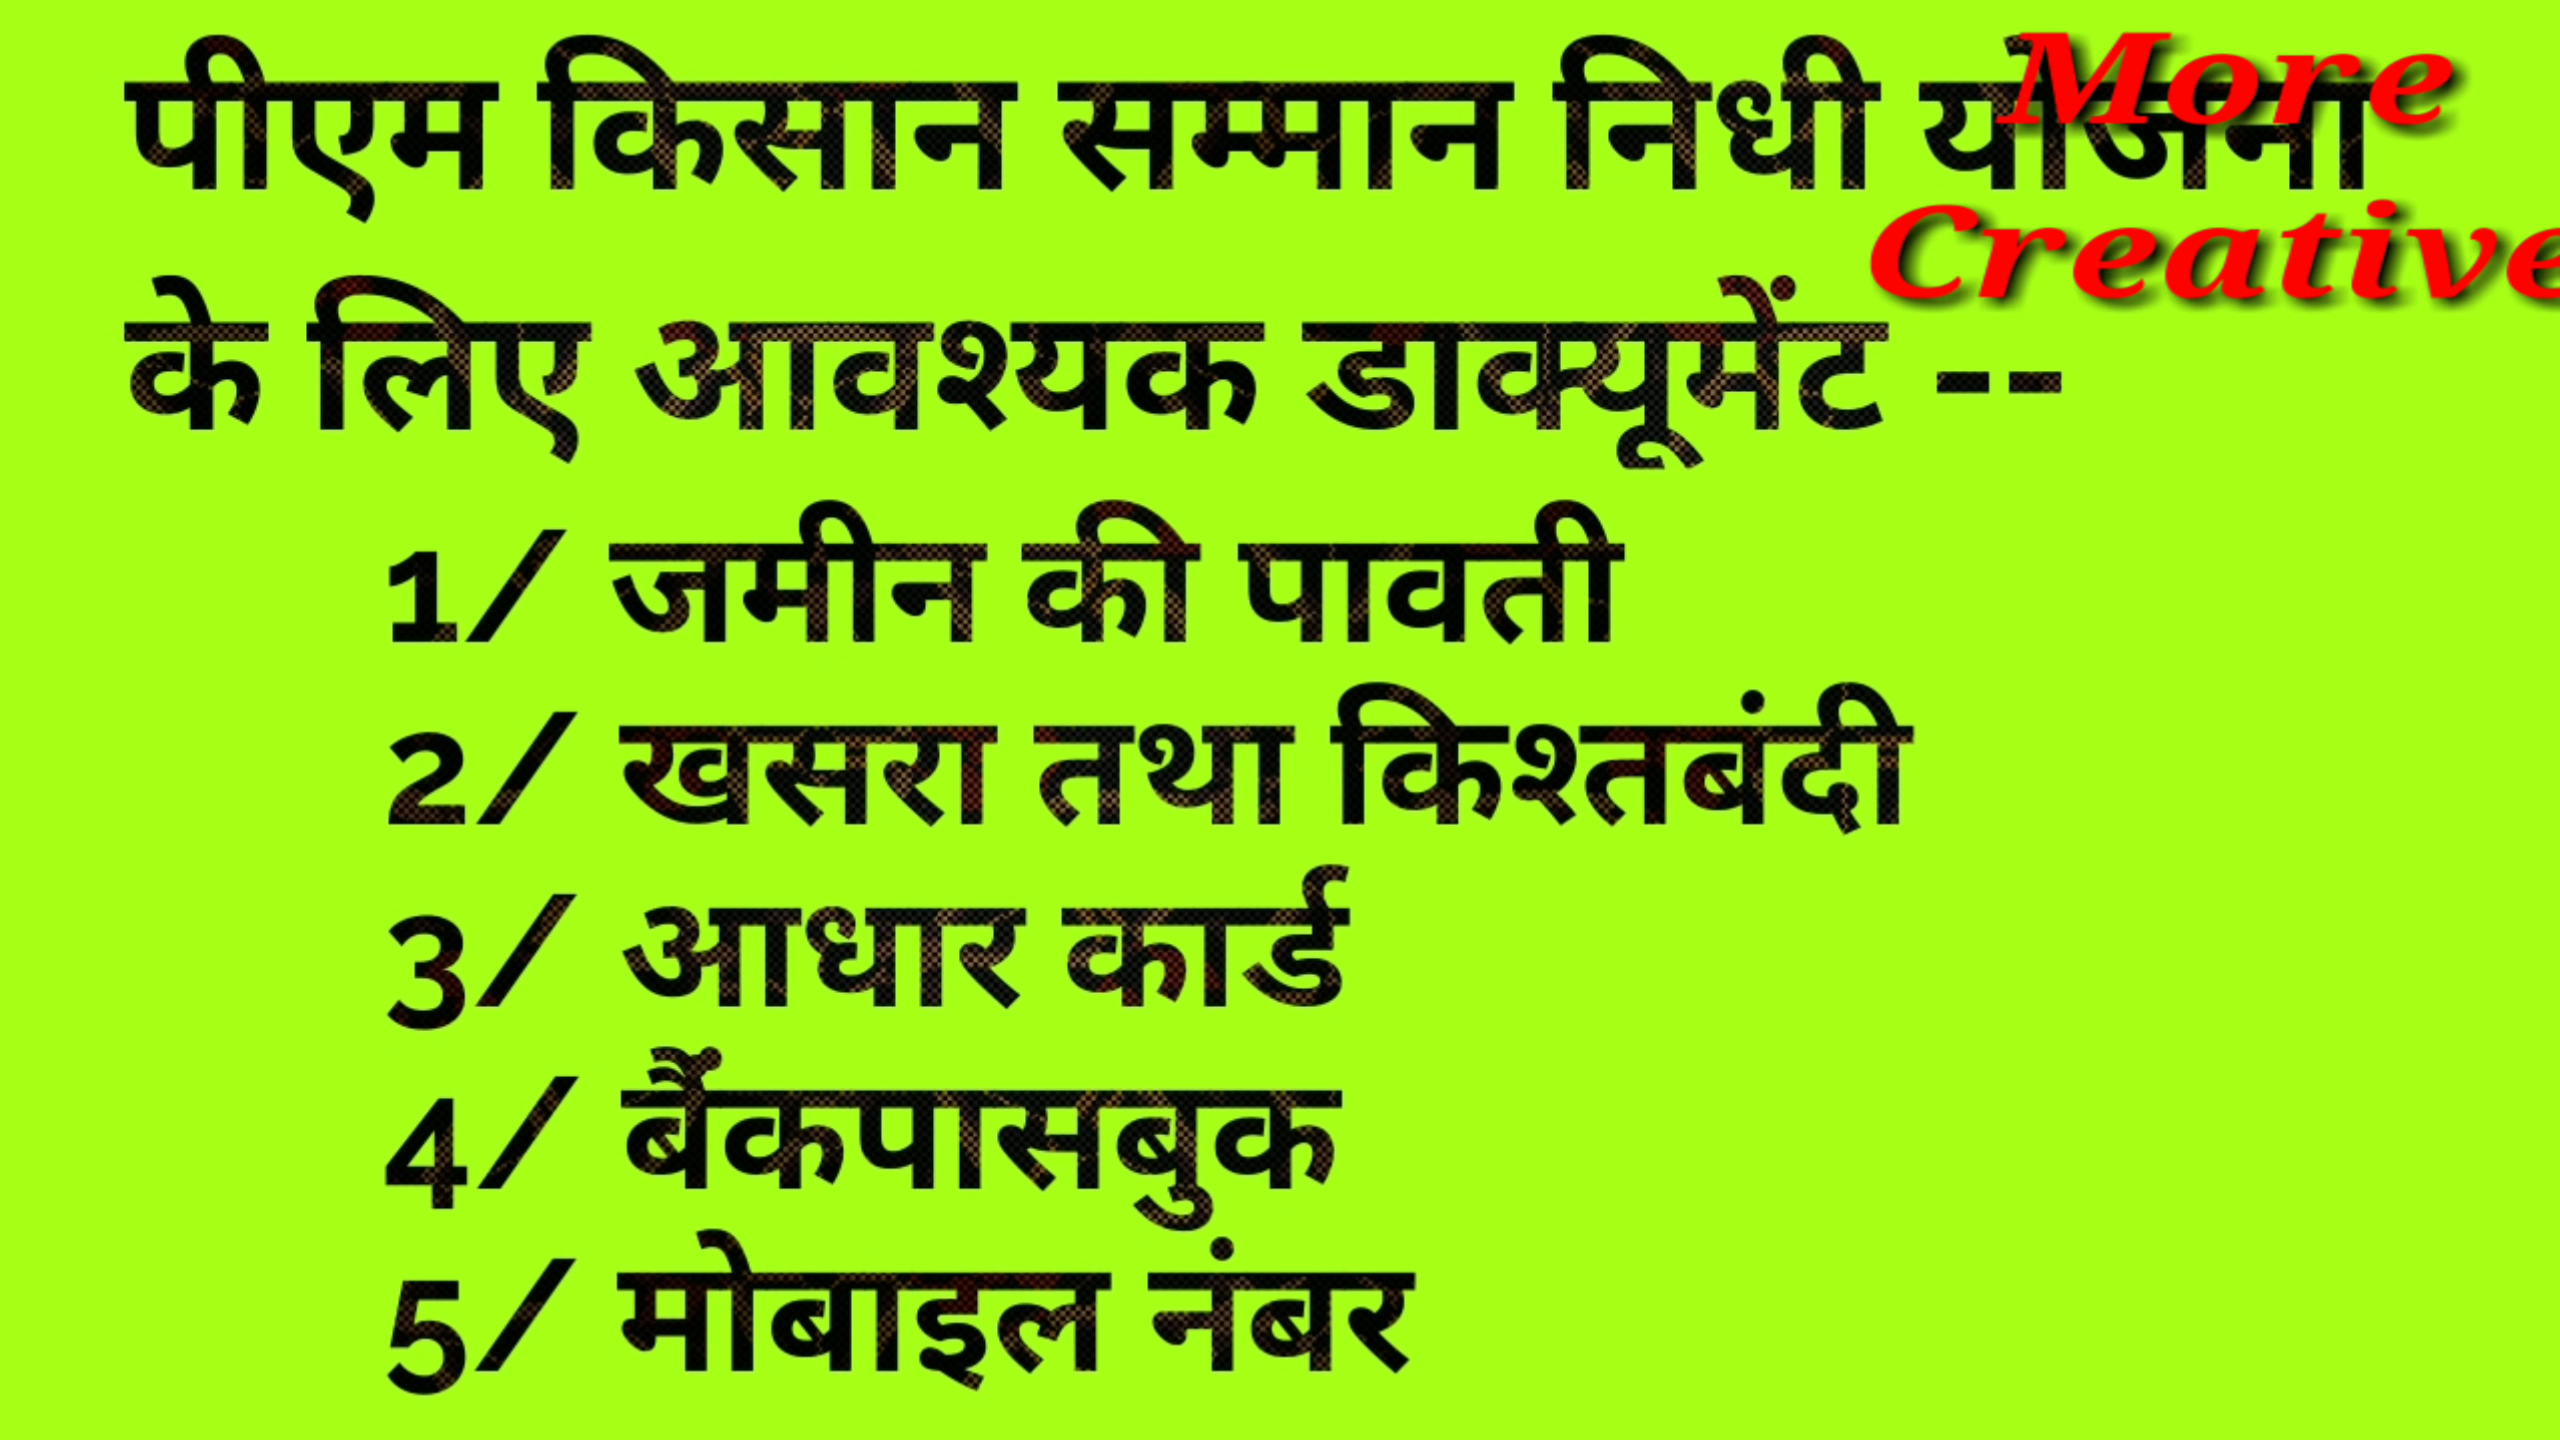 पीएम किसान सम्मान निधी योजना
More
Creative
के लिए आवश्यक डाक्यूमेंट --
1/ जमीन की पावती
2/ खसरा तथा किश्तबंदी
3/ आधार कार्ड
4/ बैंकपासबुक
5/ मोबाइल नंबर